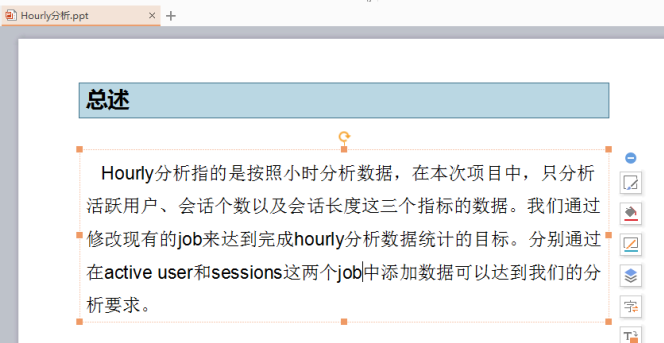 Hourly分析.ppt
总述
Hourly分析指的是按照小时分析数据，在本次项目中，只分析
活跃用户、会话个数以及会话长度这三个指标的数据。我们通过
修改现有的job来达到完成hourly分析数据统计的目标。分别通过
在active user和sessions这两个job中添加数据可以达到我们的分
析要求。
字
T